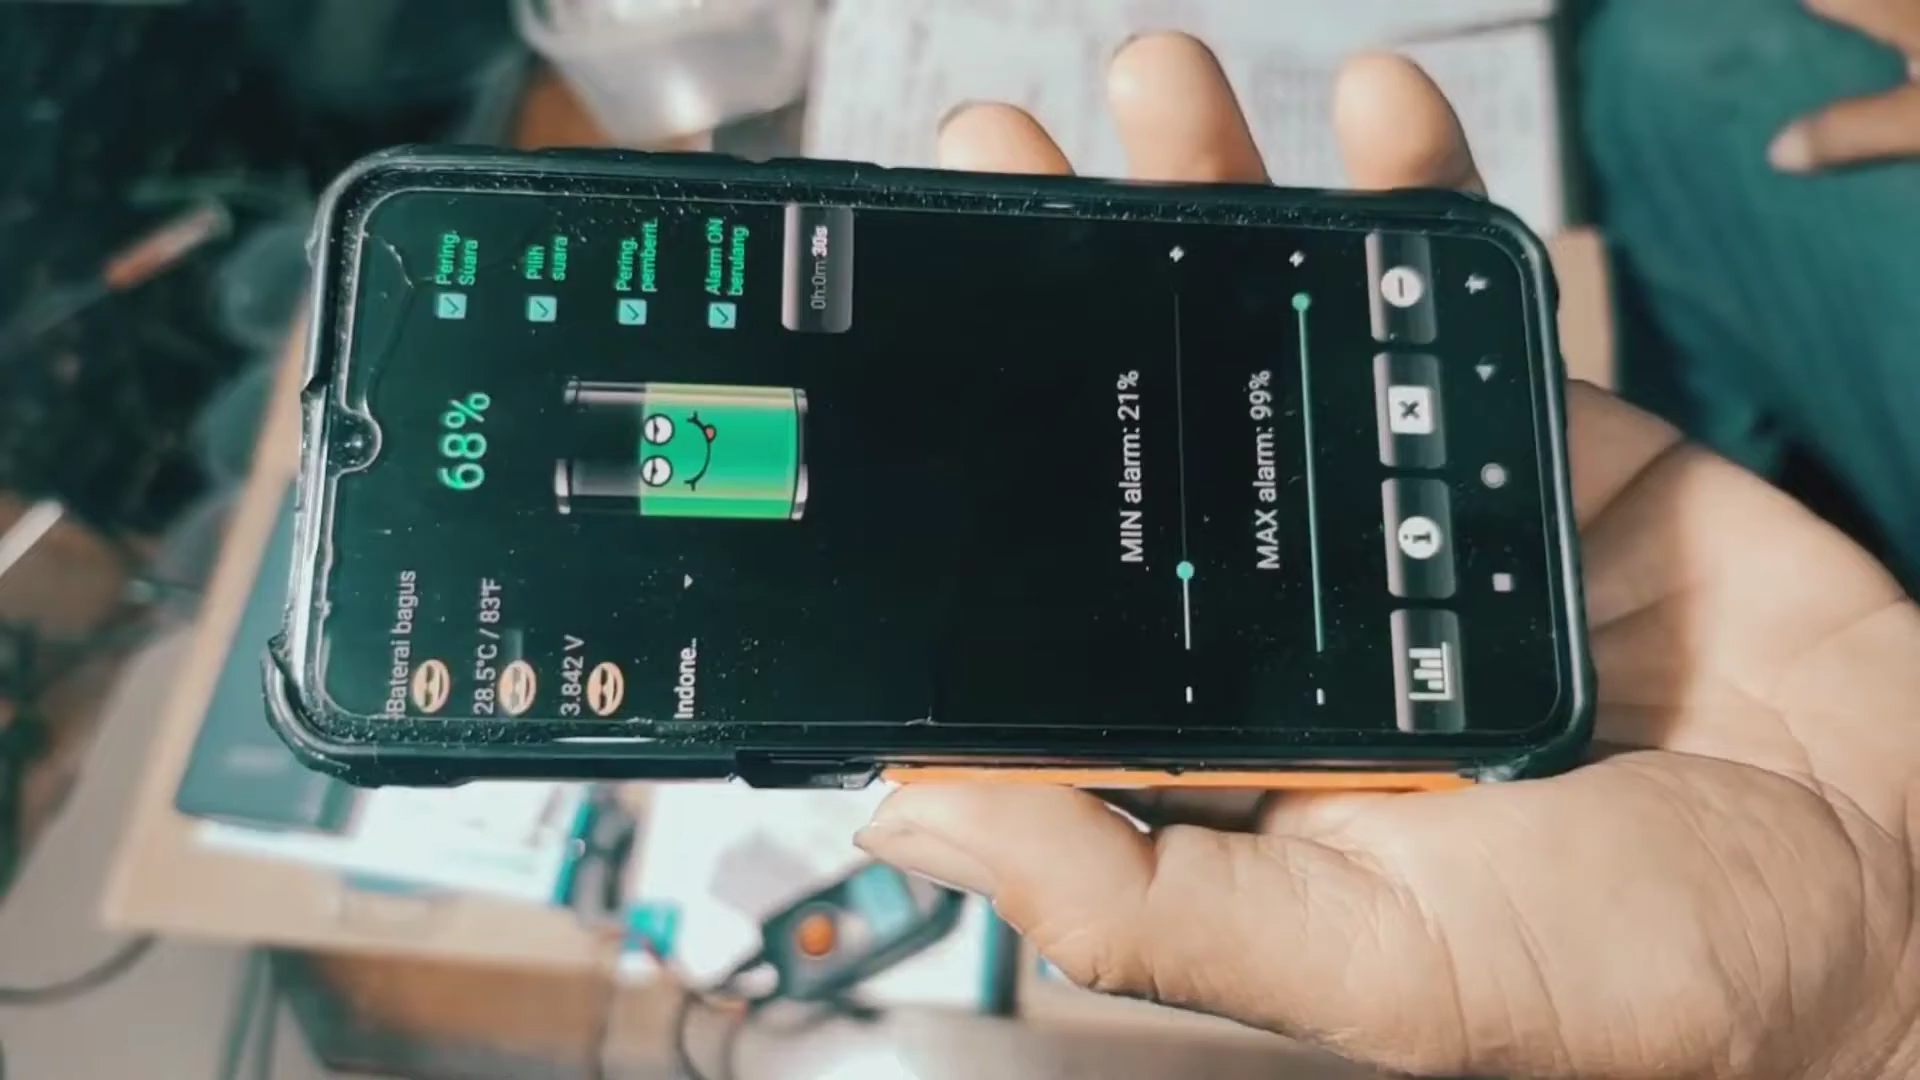 Baterai bagus
28.5°C / 83°F
3.842 V
Indone..
68%
Pering.
Suara
Pilih
suara
Pering.
pemberit.
Alarm ON
berulang
0h:0m:30s
MIN alarm: 21%
MAX alarm: 99%